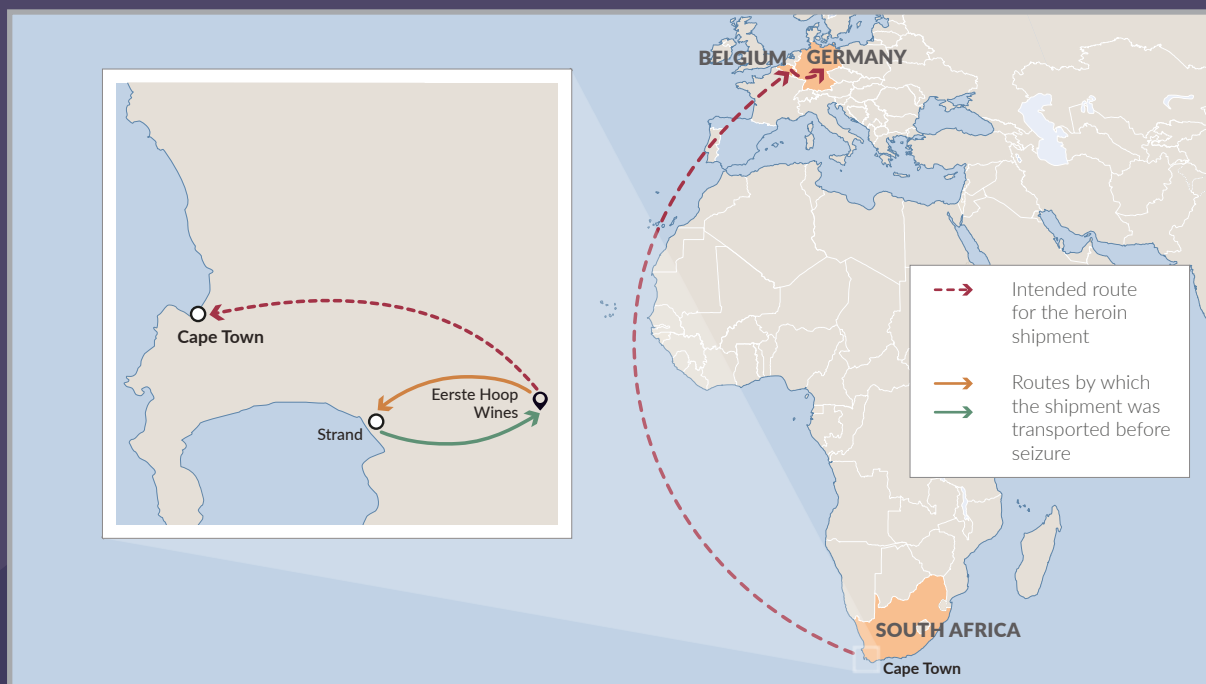 BELGIUM
GERMANY
Cape Town
Eerste Hoop
Wines
Strand
Intended route
for the heroin
shipment
Routes by which
the shipment was
transported before
seizure
SOUTH AFRICA
Cape Town